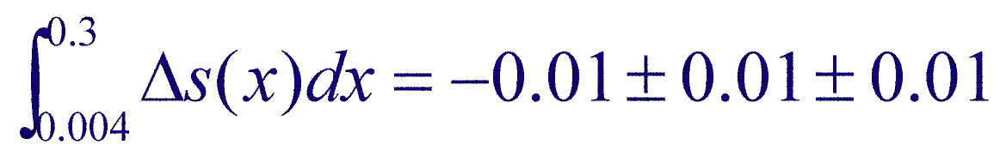 ∫_{0.004}^{0.3} Δs(x)dx = −0.01 ± 0.01 ± 0.01